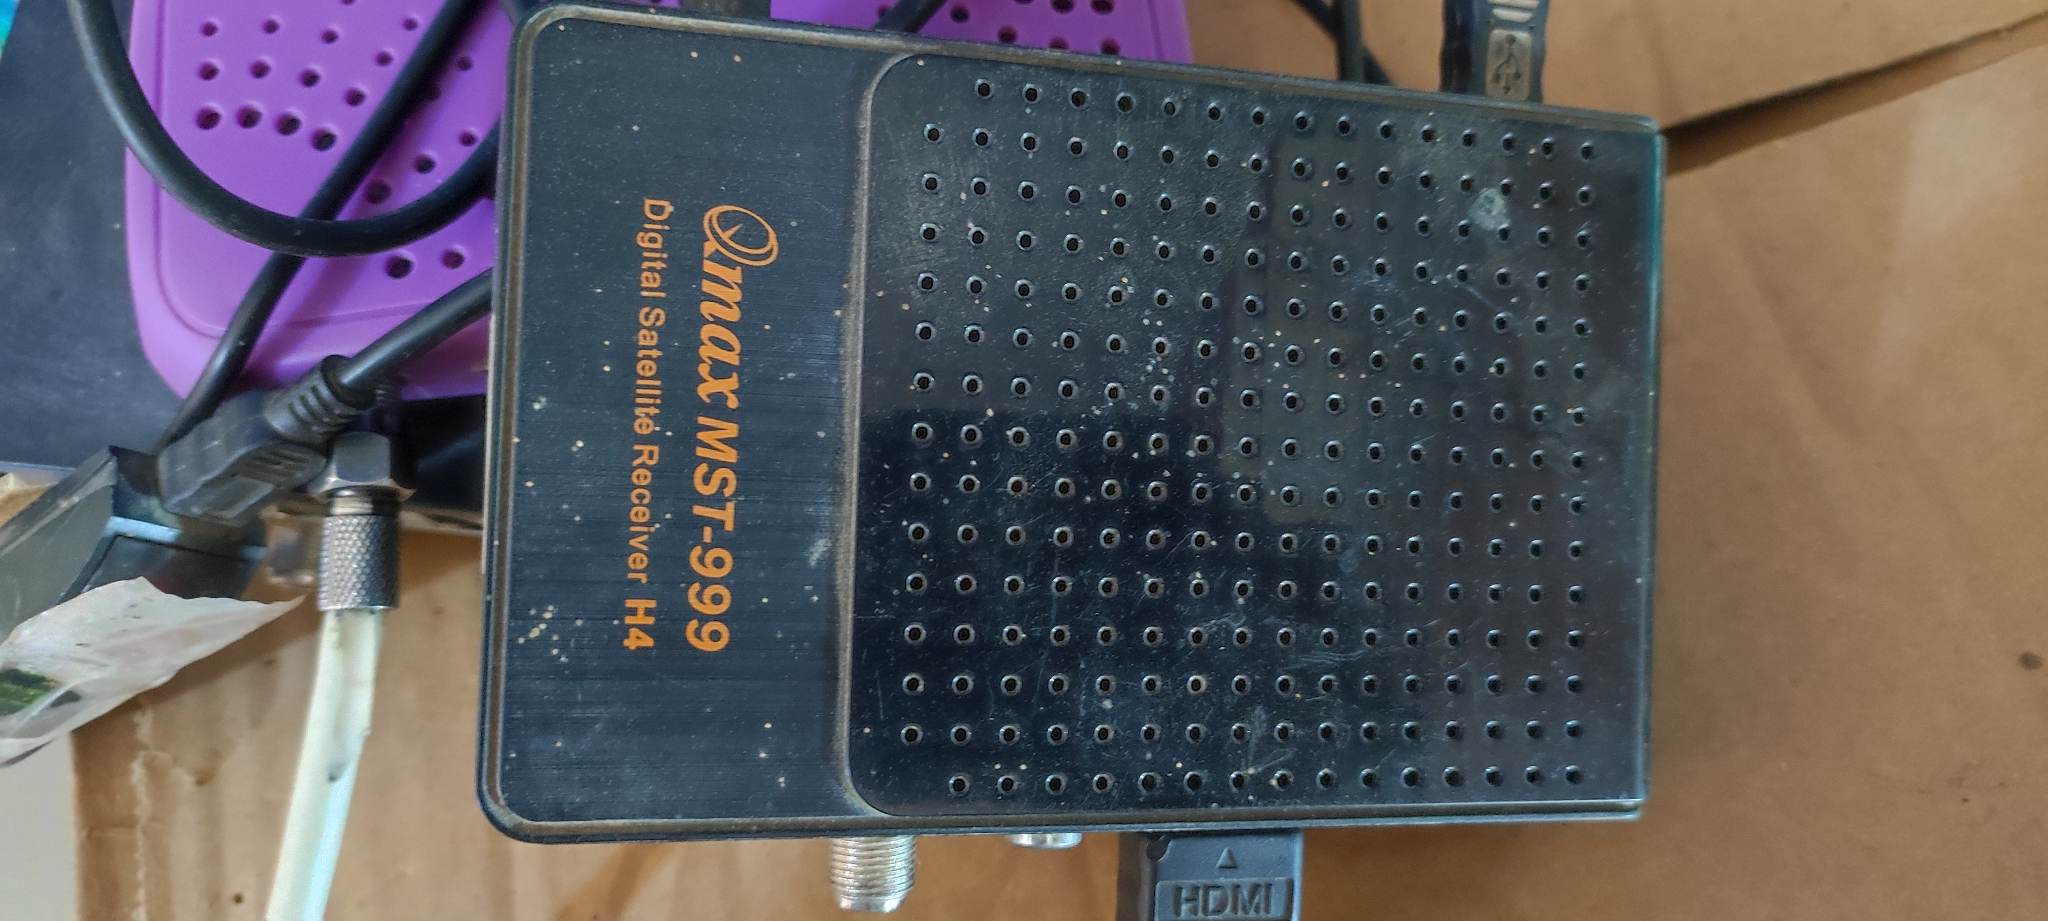 Qmax MST-999
Digital Satellite Receiver H4
HDMI